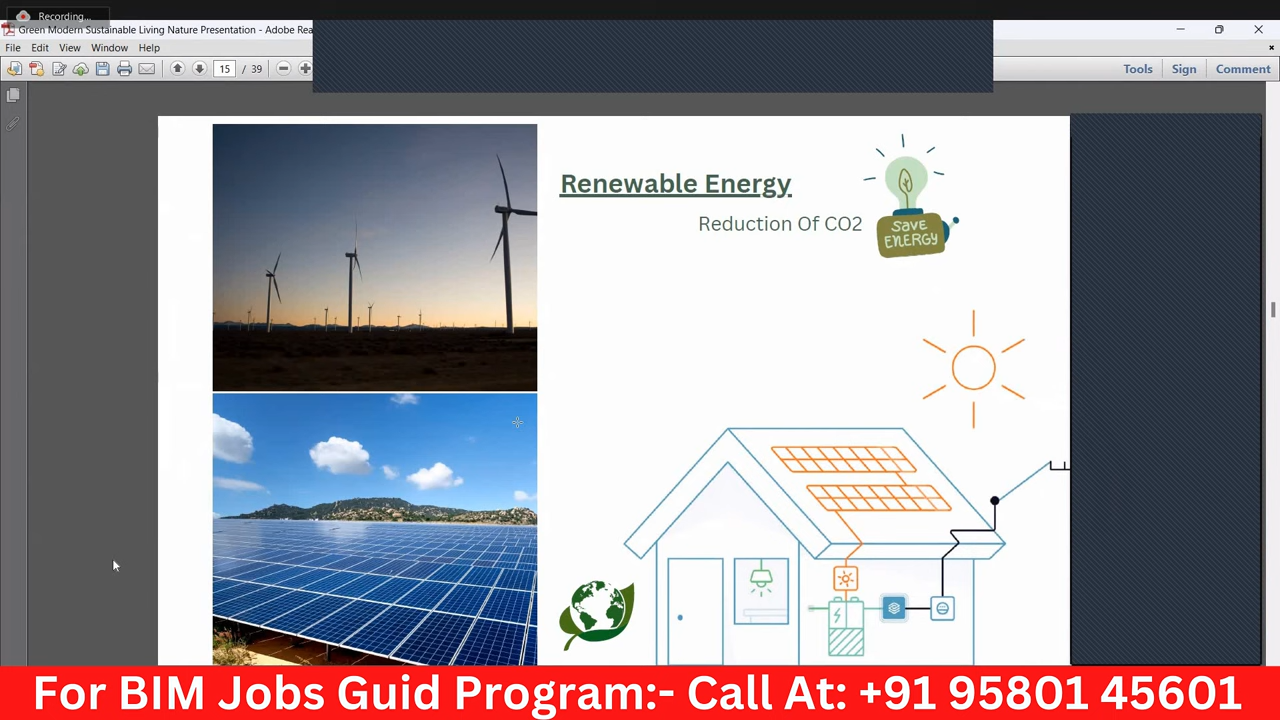 Recording...
Green Modern Sustainable Living Nature Presentation - Adobe Rea
File Edit View Window Help
15 / 39
Tools Sign Comment
Renewable Energy
Reduction Of CO2
SAVE
ENERGY
For BIM Jobs Guid Program:- Call At: +91 95801 45601